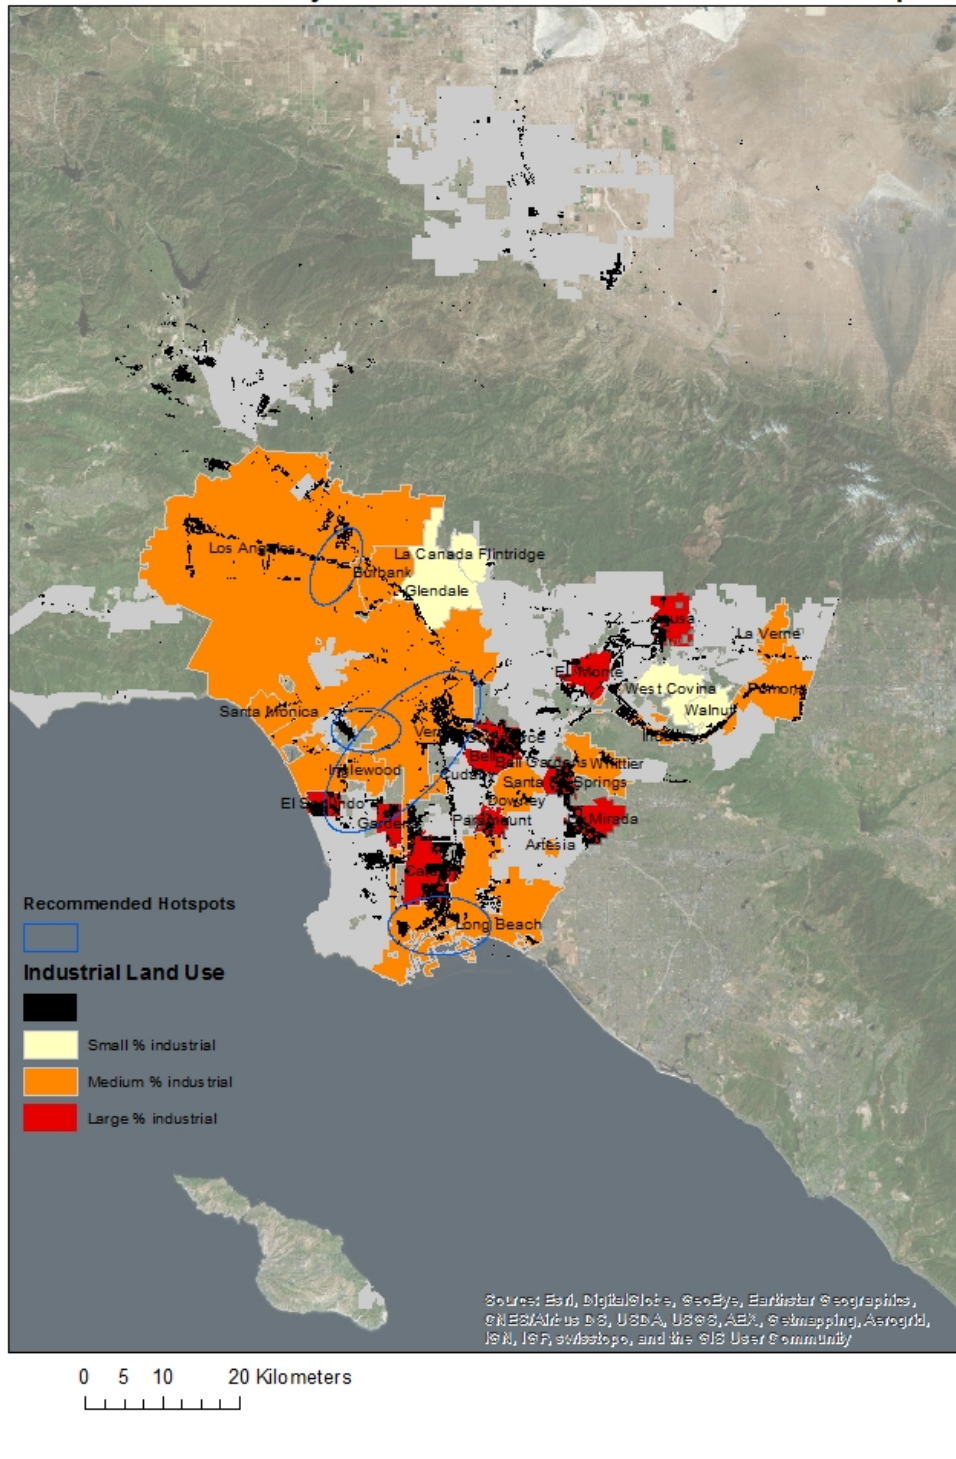 Los Angeles
La Canada Flintridge
Burbank
Glendale
La Verne
El Monte
West Covina
Pomona
Walnut
Santa Monica
Inglewood
Bell Gardens
Whittier
Santa
Springs
Downey
El Segundo
Paramount
Mirada
Artesia
Long Beach
Recommended Hotspots
Industrial Land Use
Small % industrial
Medium % industrial
Large % industrial
Source: Esri, DigitalGlobe, GeoEye, Earthstar Geographics,
CNES/Airbus DS, USDA, USGS, AEX, Getmapping, Aerogrid,
IGN, IGP, swisstopo, and the GIS User Community
0 5 10 20 Kilometers